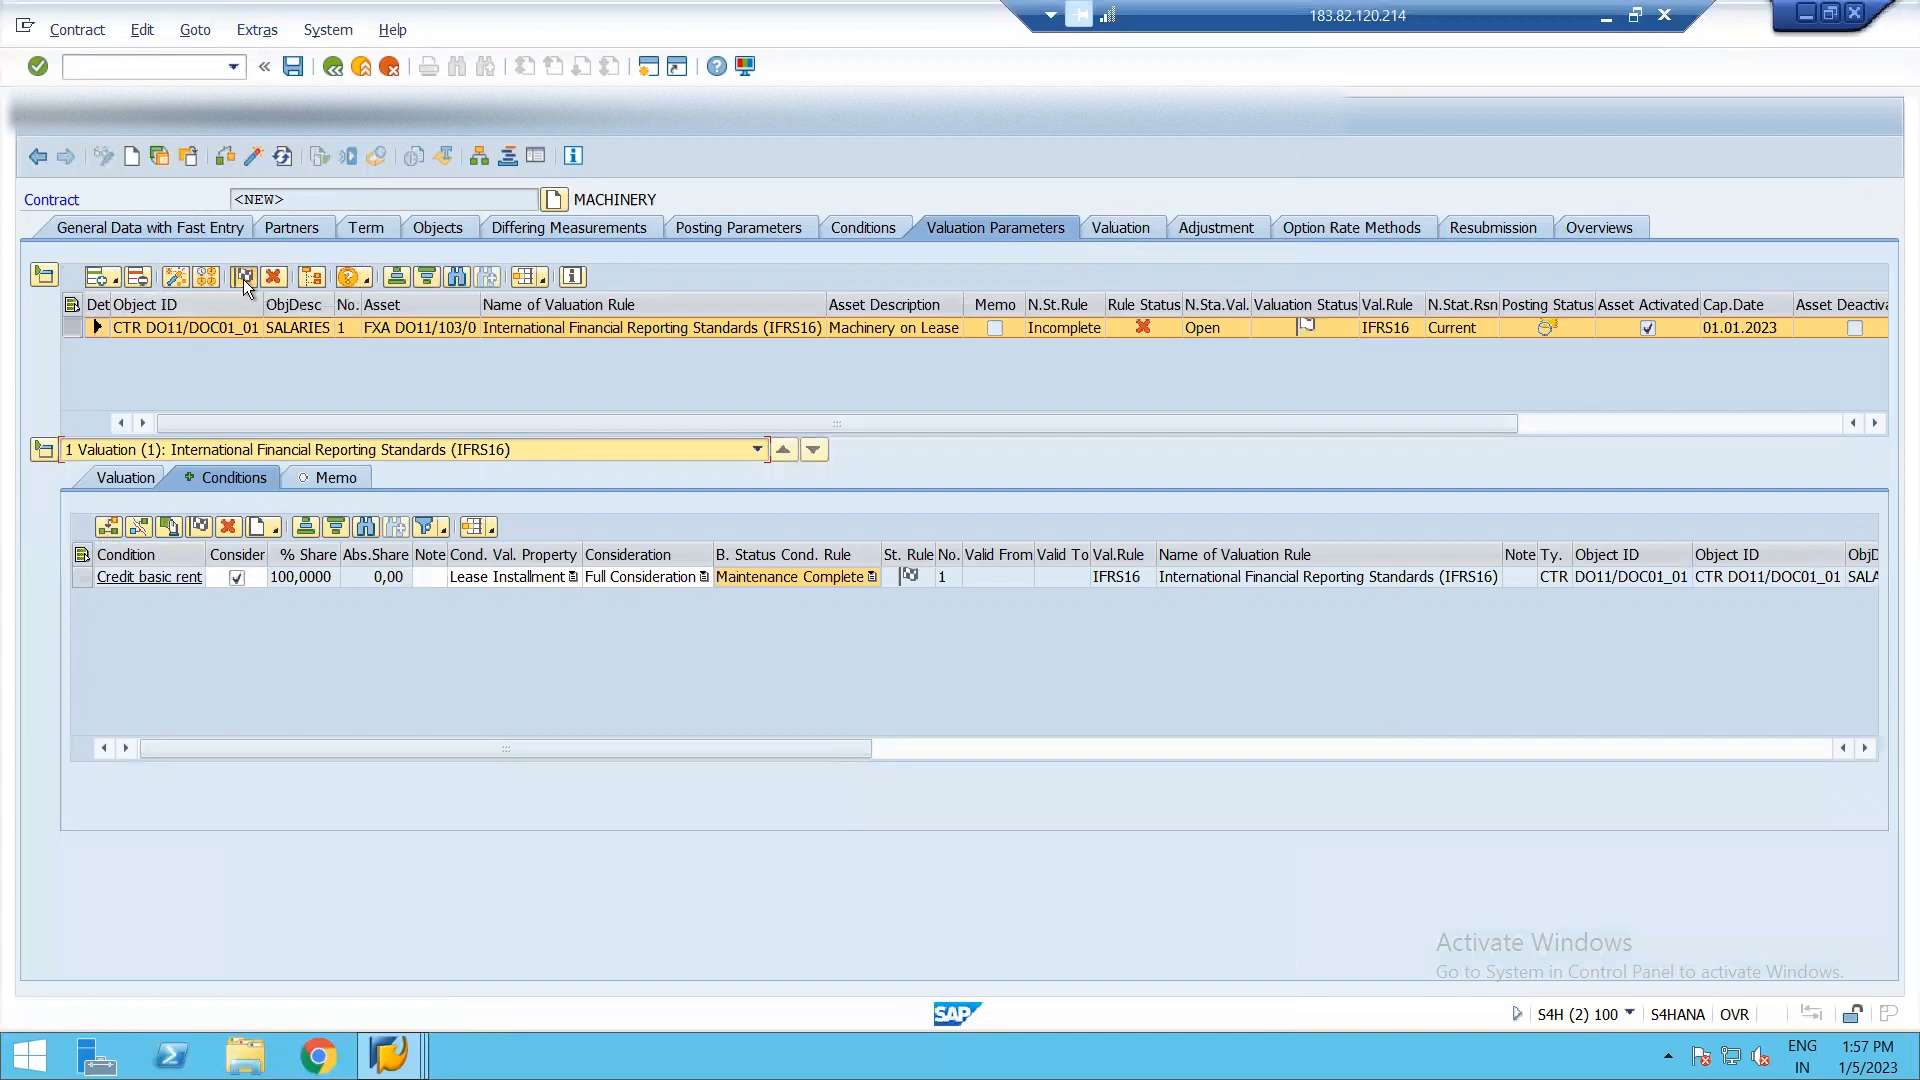 183.82.120.214
Contract Edit Goto Extras System Help
Contract <NEW> MACHINERY
General Data with Fast Entry Partners Term Objects Differing Measurements Posting Parameters Conditions Valuation Parameters Valuation Adjustment Option Rate Methods Resubmission Overviews
Det Object ID ObjDesc No. Asset Name of Valuation Rule Asset Description Memo N.St.Rule Rule Status N.Sta.Val. Valuation Status Val.Rule N.Stat.Rsn Posting Status Asset Activated Cap.Date Asset Deactiva
CTR DO11/DOC01_01 SALARIES 1 FXA DO11/103/0 International Financial Reporting Standards (IFRS16) Machinery on Lease Incomplete Open IFRS16 Current 01.01.2023
1 Valuation (1): International Financial Reporting Standards (IFRS16)
Valuation Conditions Memo
Condition Consider % Share Abs.Share Note Cond. Val. Property Consideration B. Status Cond. Rule St. Rule No. Valid From Valid To Val.Rule Name of Valuation Rule Note Ty. Object ID Object ID ObjD
Credit basic rent 100,0000 0,00 Lease Installment Full Consideration Maintenance Complete 1 IFRS16 International Financial Reporting Standards (IFRS16) CTR DO11/DOC01_01 CTR DO11/DOC01_01 SALA
Activate Windows
Go to System in Control Panel to activate Windows.
SAP S4H (2) 100 S4HANA OVR
ENG 1:57 PM
IN 1/5/2023